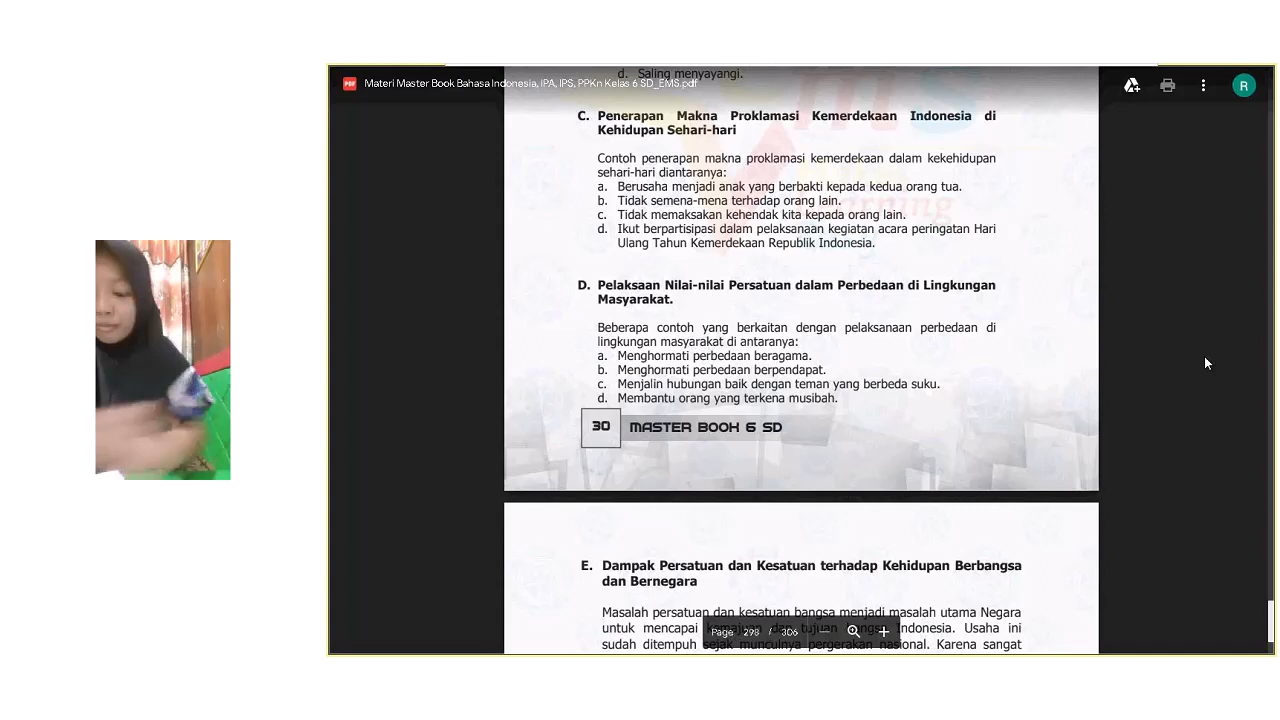 d. Saling menyayangi.
Materi Master Book Bahasa Indonesia, IPA, IPS, PPKn Kelas 6 SD_EMS.pdf
R
C. Penerapan Makna Proklamasi Kemerdekaan Indonesia di
Kehidupan Sehari-hari
Contoh penerapan makna proklamasi kemerdekaan dalam kekehidupan
sehari-hari diantaranya:
a. Berusaha menjadi anak yang berbakti kepada kedua orang tua.
b. Tidak semena-mena terhadap orang lain.
c. Tidak memaksakan kehendak kita kepada orang lain.
d. Ikut berpartisipasi dalam pelaksanaan kegiatan acara peringatan Hari
Ulang Tahun Kemerdekaan Republik Indonesia.
D. Pelaksaan Nilai-nilai Persatuan dalam Perbedaan di Lingkungan
Masyarakat.
Beberapa contoh yang berkaitan dengan pelaksanaan perbedaan di
lingkungan masyarakat di antaranya:
a. Menghormati perbedaan beragama.
b. Menghormati perbedaan berpendapat.
c. Menjalin hubungan baik dengan teman yang berbeda suku.
d. Membantu orang yang terkena musibah.
30 MASTER BOOK 6 SD
E. Dampak Persatuan dan Kesatuan terhadap Kehidupan Berbangsa
dan Bernegara
Masalah persatuan dan kesatuan bangsa menjadi masalah utama Negara
untuk mencapai kemajuan dan tujuan bangsa Indonesia. Usaha ini
sudah ditempuh sejak munculnya pergerakan nasional. Karena sangat
Page 298 / 306